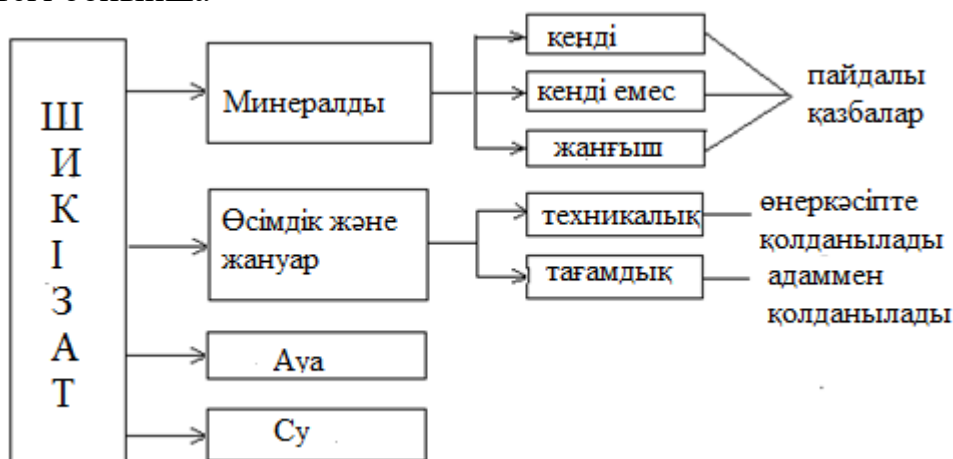 ШИКІЗАТ
Минералды
кенді
кенді емес
жанғыш
пайдалы
қазбалар
Өсімдік және
жануар
техникалық
тағамдық
өнеркәсіпте
қолданылады
адаммен
қолданылады
Ауа
Су